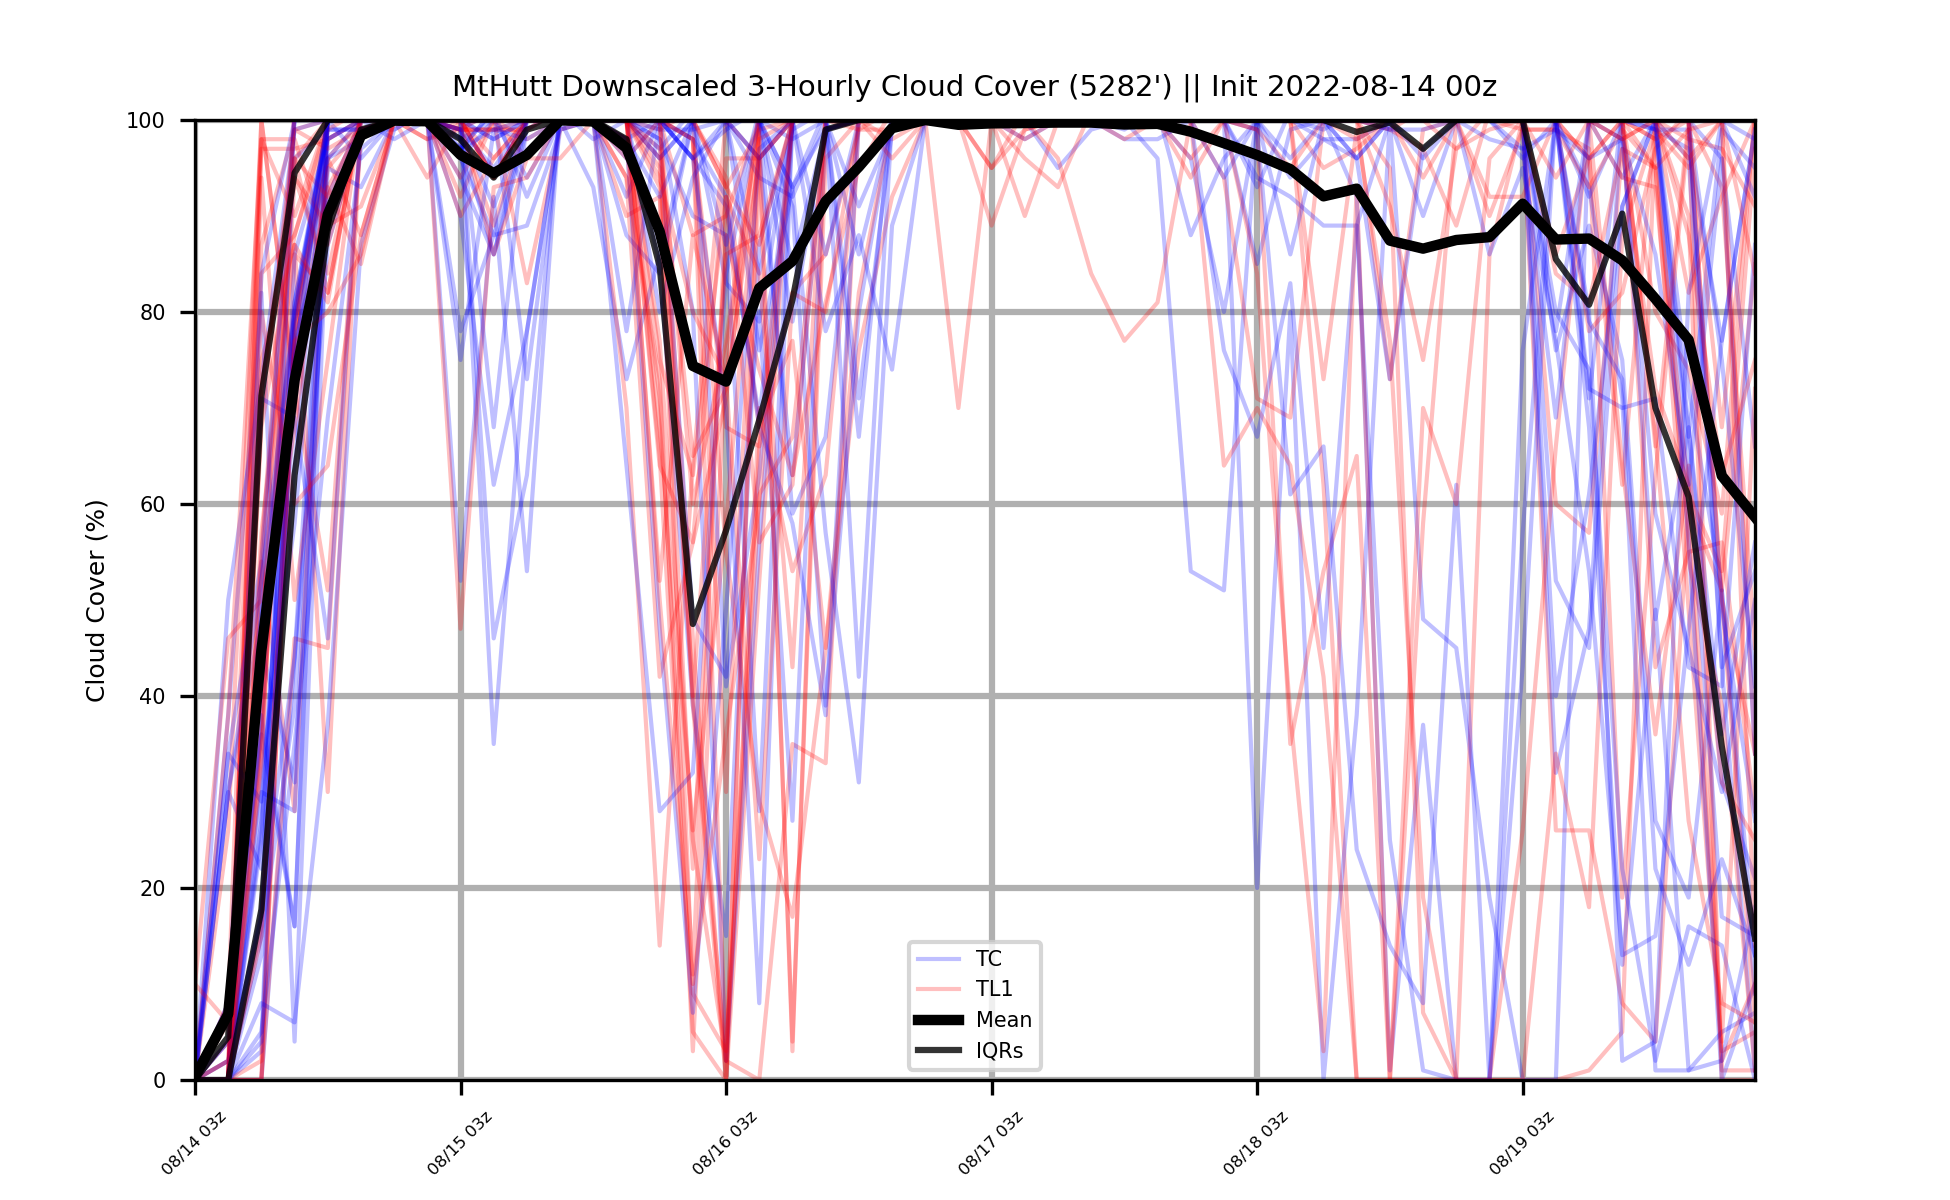 MtHutt Downscaled 3-Hourly Cloud Cover (5282') || Init 2022-08-14 00z
100
80
60
40
20
0
Cloud Cover (%)
TC
TL1
Mean
IQRs
08/14 03z
08/15 03z
08/16 03z
08/17 03z
08/18 03z
08/19 03z